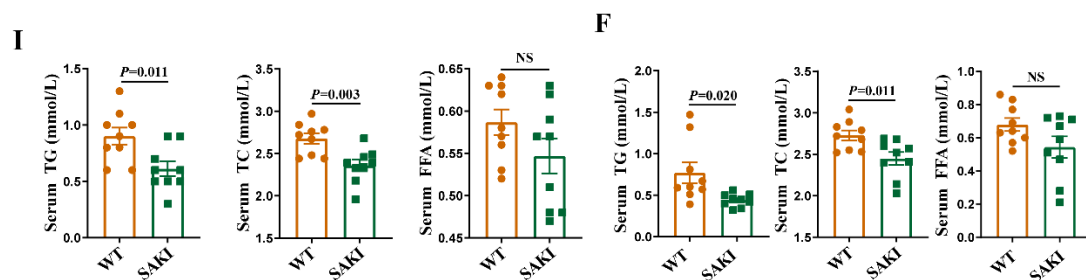 I
Serum TG (mmol/L)
1.5
1.0
0.5
0.0
P=0.011
WT
SAKI
Serum TC (mmol/L)
3.5
3.0
2.5
2.0
1.5
P=0.003
WT
SAKI
Serum FFA (mmol/L)
0.65
0.60
0.55
0.50
0.45
NS
WT
SAKI
F
Serum TG (mmol/L)
2.0
1.5
1.0
0.5
0.0
P=0.020
WT
SAKI
Serum TC (mmol/L)
3.5
3.0
2.5
2.0
1.5
P=0.011
WT
SAKI
Serum FFA (mmol/L)
1.0
0.8
0.6
0.4
0.2
0.0
NS
WT
SAKI